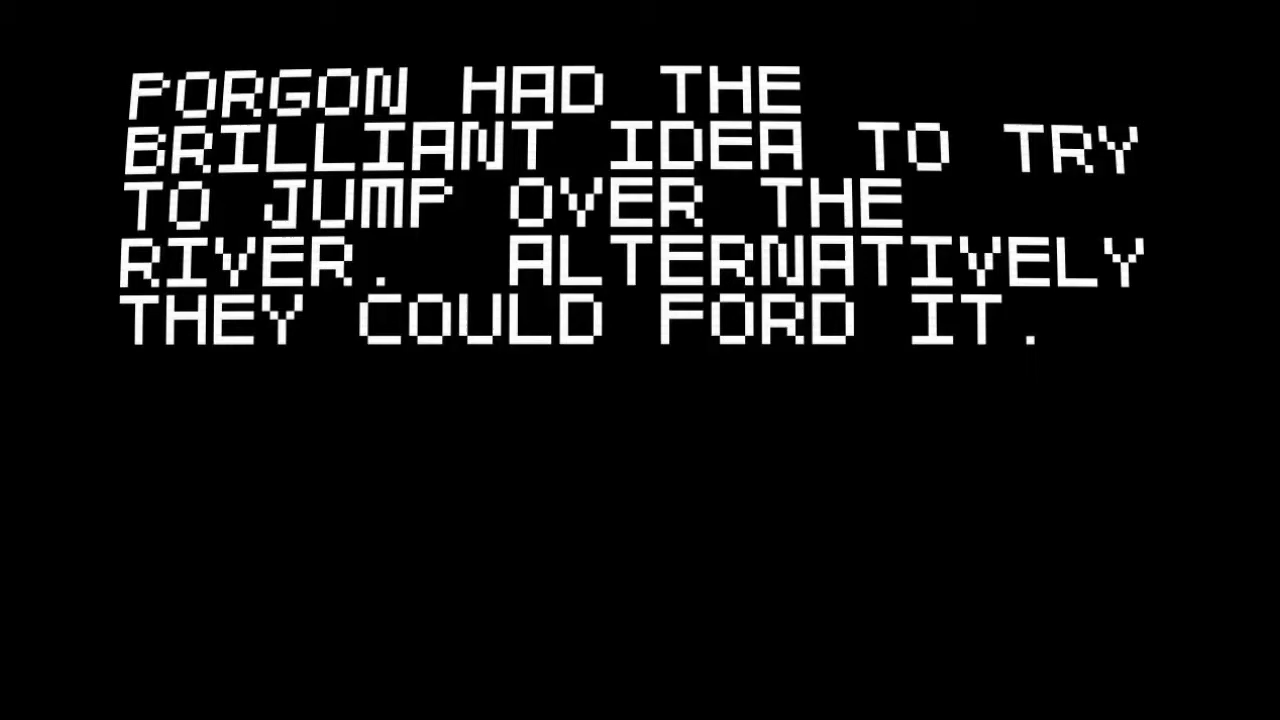 PORGON HAD THE
BRILLIANT IDEA TO TRY
TO JUMP OVER THE
RIVER.  ALTERNATIVELY
THEY COULD FORD IT.